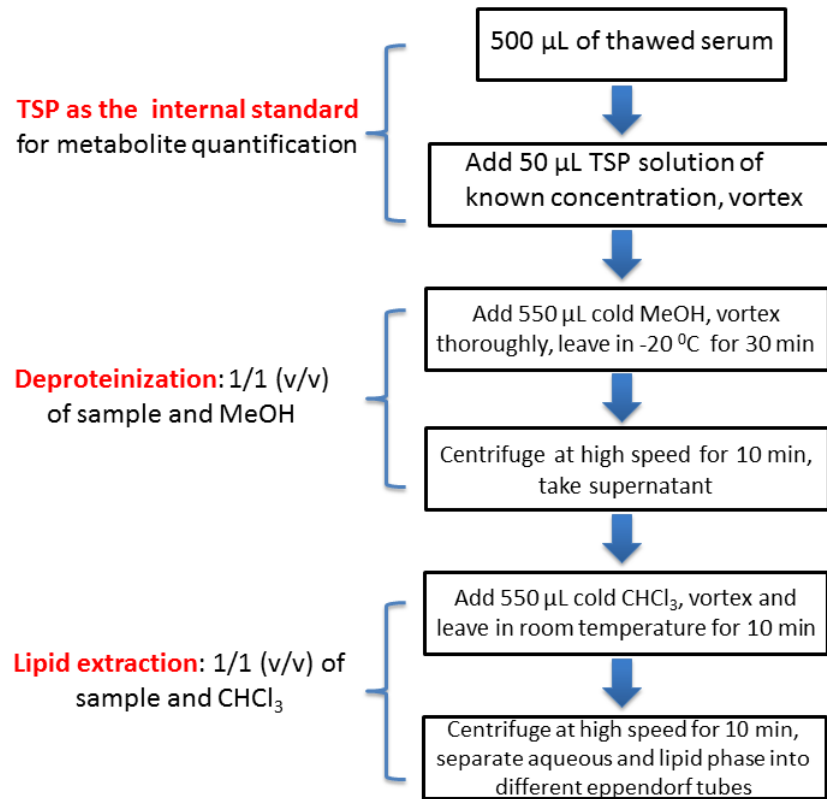 500 µL of thawed serum
TSP as the internal standard
for metabolite quantification
Add 50 µL TSP solution of
known concentration, vortex
Add 550 µL cold MeOH, vortex
thoroughly, leave in -20 ⁰C for 30 min
Deproteinization: 1/1 (v/v)
of sample and MeOH
Centrifuge at high speed for 10 min,
take supernatant
Add 550 µL cold CHCl₃, vortex and
leave in room temperature for 10 min
Lipid extraction: 1/1 (v/v) of
sample and CHCl₃
Centrifuge at high speed for 10 min,
separate aqueous and lipid phase into
different eppendorf tubes